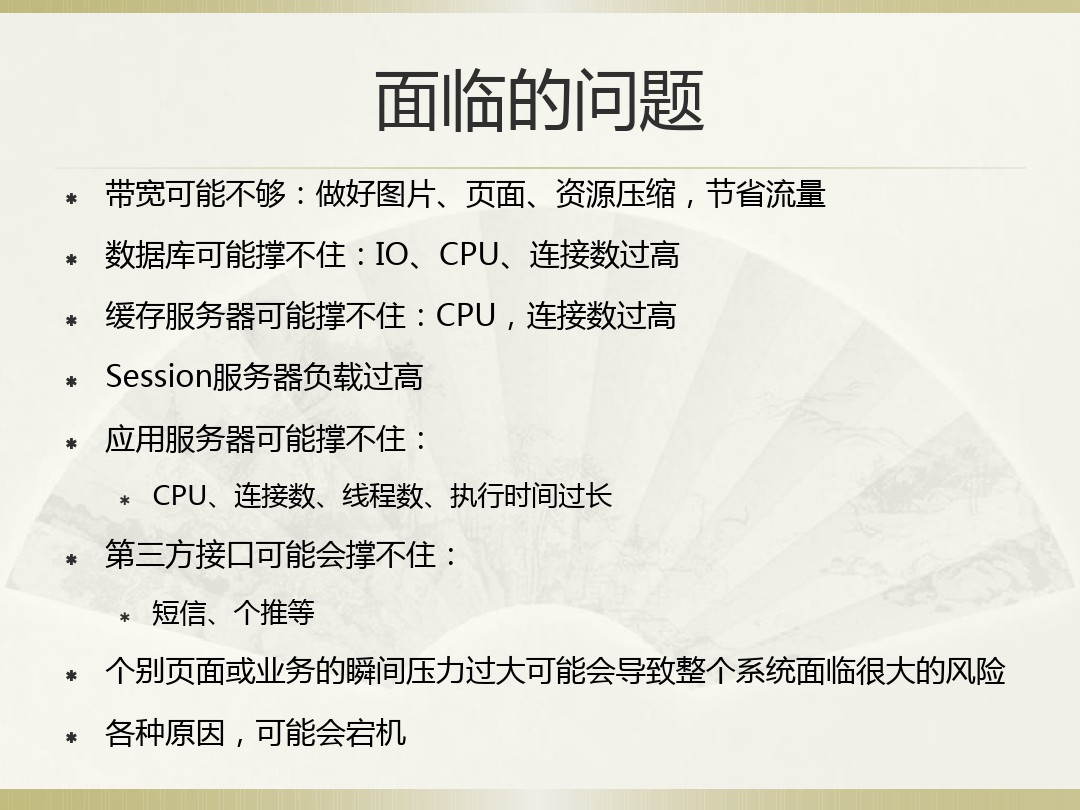 面临的问题
带宽可能不够：做好图片、页面、资源压缩，节省流量
数据库可能撑不住：IO、CPU、连接数过高
缓存服务器可能撑不住：CPU，连接数过高
Session服务器负载过高
应用服务器可能撑不住：
CPU、连接数、线程数、执行时间过长
第三方接口可能会撑不住：
短信、个推等
个别页面或业务的瞬间压力过大可能会导致整个系统面临很大的风险
各种原因，可能会宕机